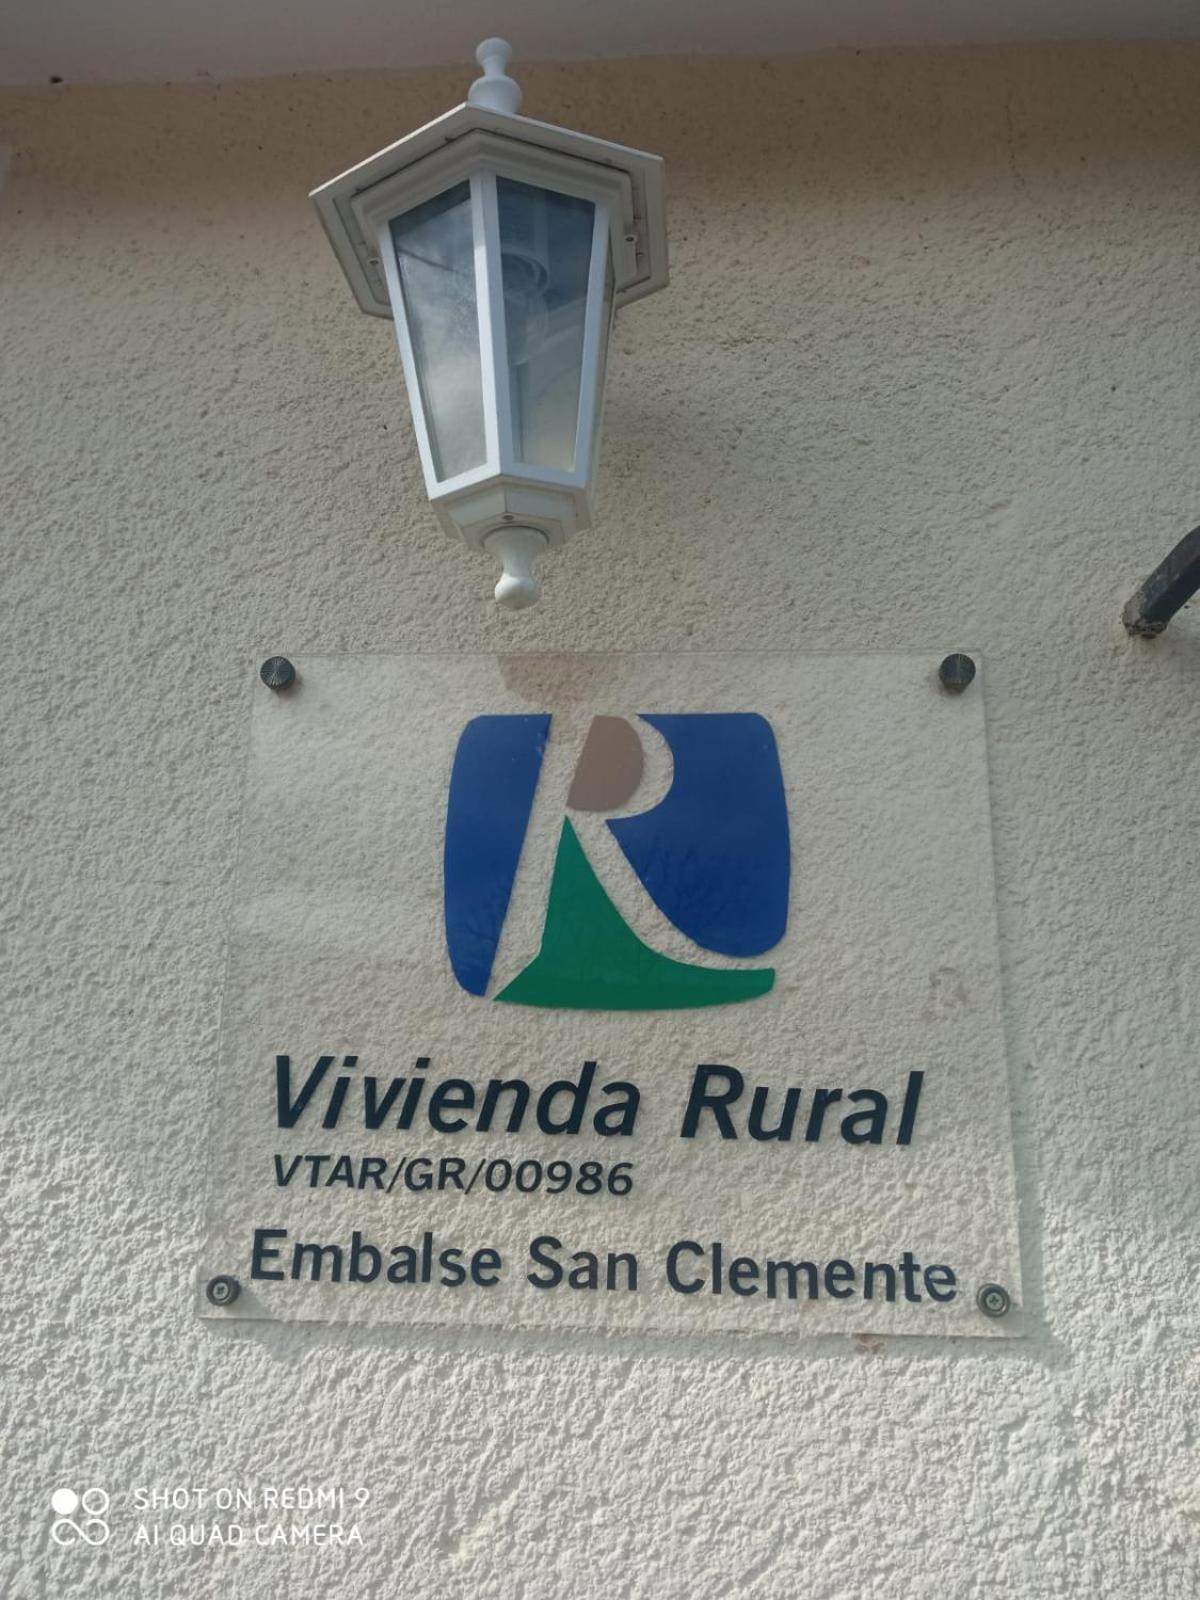 R
Vivienda Rural
VTAR/GR/00986
Embalse San Clemente
SHOT ON REDMI 9
AI QUAD CAMERA